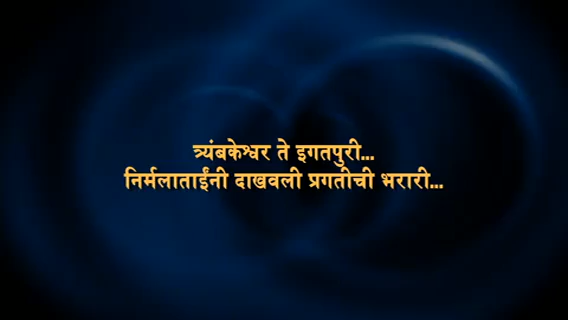 त्र्यंबकेश्वर ते इगतपुरी...
निर्मलाताईंनी दाखवली प्रगतीची भरारी...